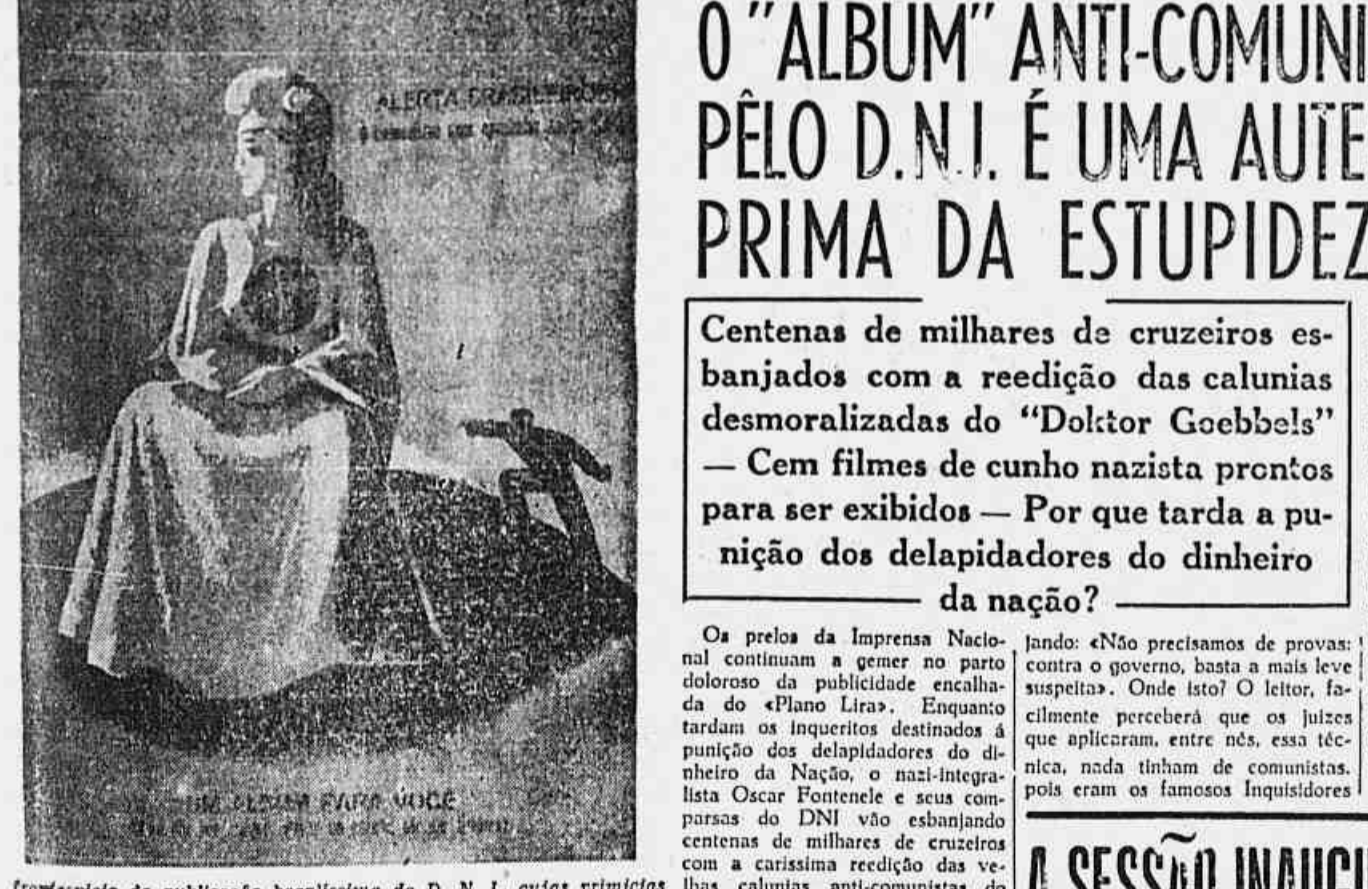 ALERTA BRASILEIROS
UM ALBUM PARA VOCÊ
da publicação D. N. I. cujas primicias
O "ALBUM" ANTI-COMUNI
PÊLO D.N.I. É UMA AUTE
PRIMA DA ESTUPIDEZ
Centenas de milhares de cruzeiros es-
banjados com a reedição das calunias
desmoralizadas do “Doktor Goebbels”
— Cem filmes de cunho nazista prontos
para ser exibidos — Por que tarda a pu-
nição dos delapidadores do dinheiro
da nação?
Os prelos da Imprensa Nacio-
nal continuam a gemer no parto
doloroso da publicidade encalha-
da do «Plano Lira». Enquanto
tardam os inqueritos destinados á
punição dos delapidadores do di-
nheiro da Nação, o nazi-integra-
lista Oscar Fontenele e seus com-
parsas do DNI vão esbanjando
centenas de milhares de cruzeiros
com a carissima reedição das ve-
lhas calunias anti-comunistas do
jando: «Não precisamos de provas:
contra o governo, basta a mais leve
suspeita». Onde isto? O leitor, fa-
cilmente perceberá que os juizes
que aplicaram, entre nós, essa téc-
nica, nada tinham de comunistas.
pois eram os famosos Inquisidores
A SESSÃO INAUGU